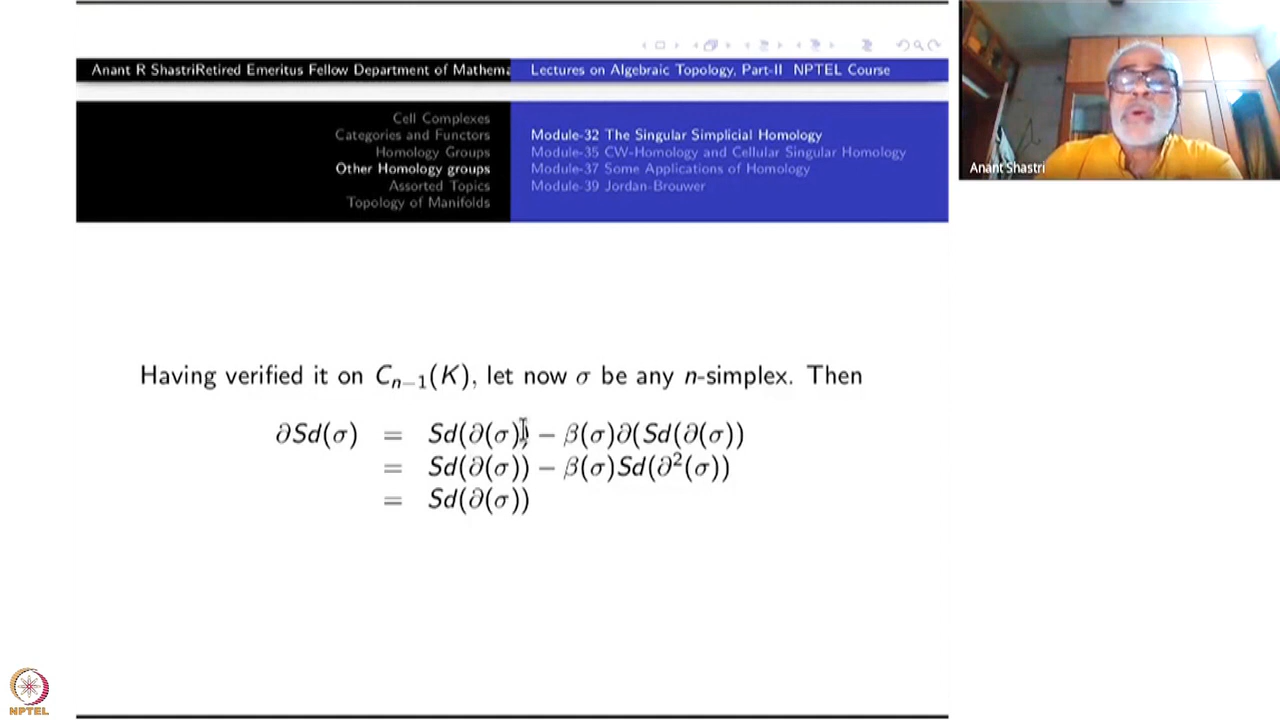 Anant R ShastriRetired Emeritus Fellow Department of Mathema
Lectures on Algebraic Topology, Part-II NPTEL Course
Cell Complexes
Categories and Functors
Homology Groups
Other Homology groups
Assorted Topics
Topology of Manifolds
Module-32 The Singular Simplicial Homology
Module-35 CW-Homology and Cellular Singular Homology
Module-37 Some Applications of Homology
Module-39 Jordan-Brouwer
Anant Shastri
Having verified it on Cₙ₋₁(K), let now σ be any n-simplex. Then
∂Sd(σ) = Sd(∂(σ)) − β(σ)∂(Sd(∂(σ))
= Sd(∂(σ)) − β(σ)Sd(∂²(σ))
= Sd(∂(σ))
NPTEL